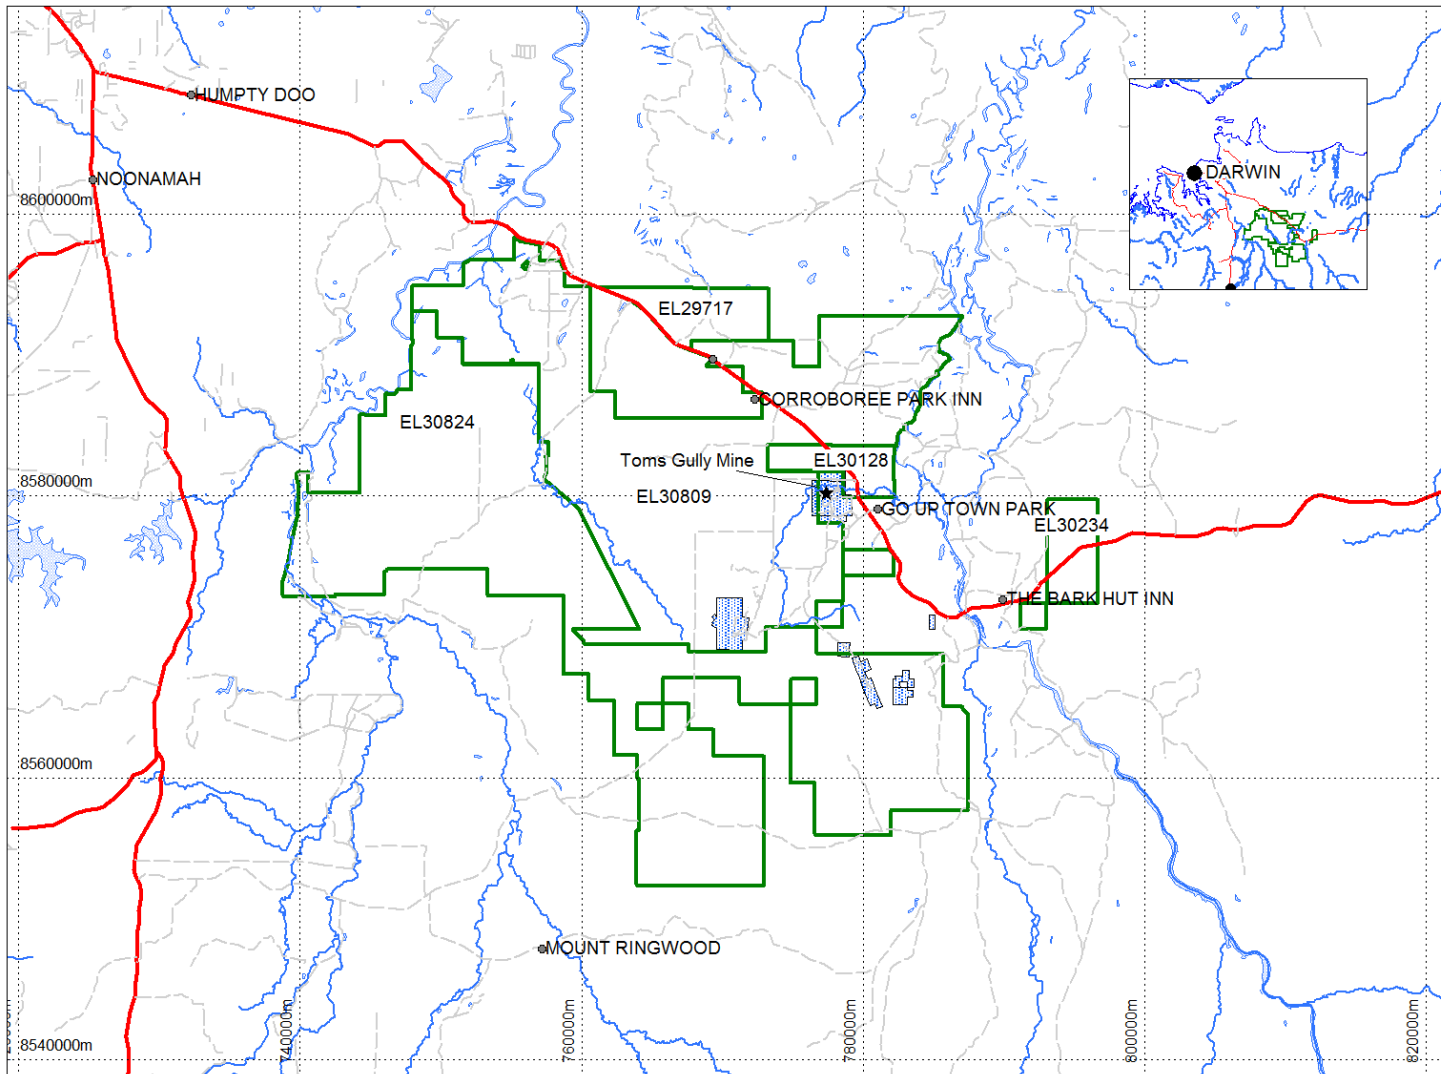 HUMPTY DOO
DARWIN
NOONAMAH
8600000m
EL29717
CORROBOREE PARK INN
EL30824
Toms Gully Mine
EL30128
8580000m
EL30809
GO UP TOWN PARK
EL30234
THE BARK HUT INN
8560000m
MOUNT RINGWOOD
740000m
760000m
780000m
800000m
820000m
8540000m